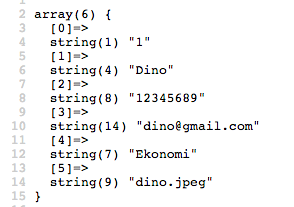 1
2 array(6) {
3 [0]=>
4 string(1) "1"
5 [1]=>
6 string(4) "Dino"
7 [2]=>
8 string(8) "12345689"
9 [3]=>
10 string(14) "dino@gmail.com"
11 [4]=>
12 string(7) "Ekonomi"
13 [5]=>
14 string(9) "dino.jpeg"
15 }